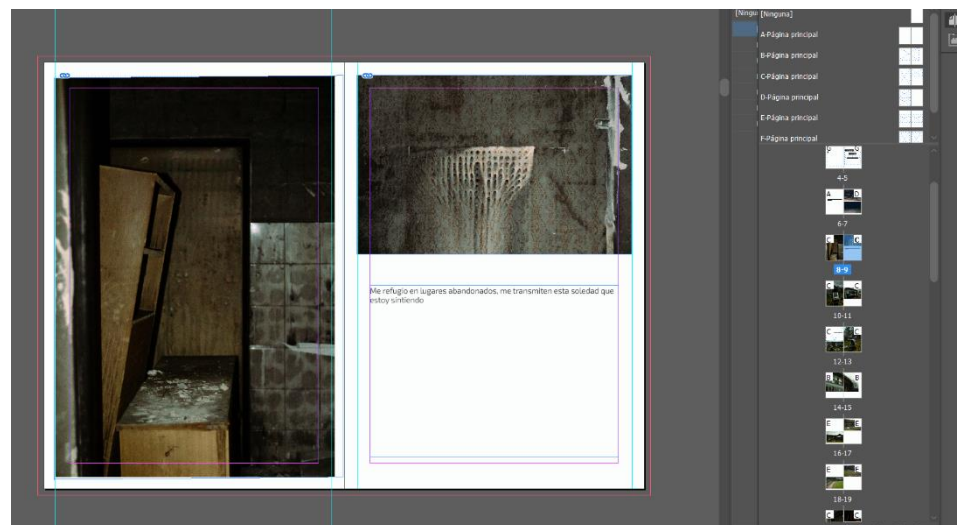 [Ningu
[Ninguna]
A-Página principal
B-Página principal
C-Página principal
D-Página principal
E-Página principal
F-Página principal
4-5
A D
6-7
C C
8-9
C C
10-11
C C
12-13
B B
14-15
E E
16-17
E F
18-19
C C
Me refugio en lugares abandonados, me transmiten esta soledad que
estoy sintiendo